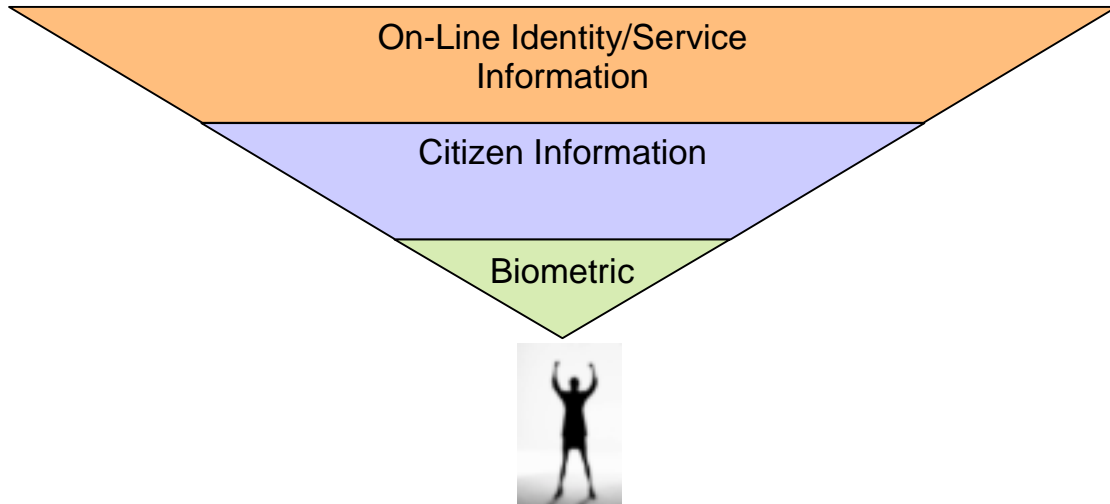 On-Line Identity/Service
Information
Citizen Information
Biometric